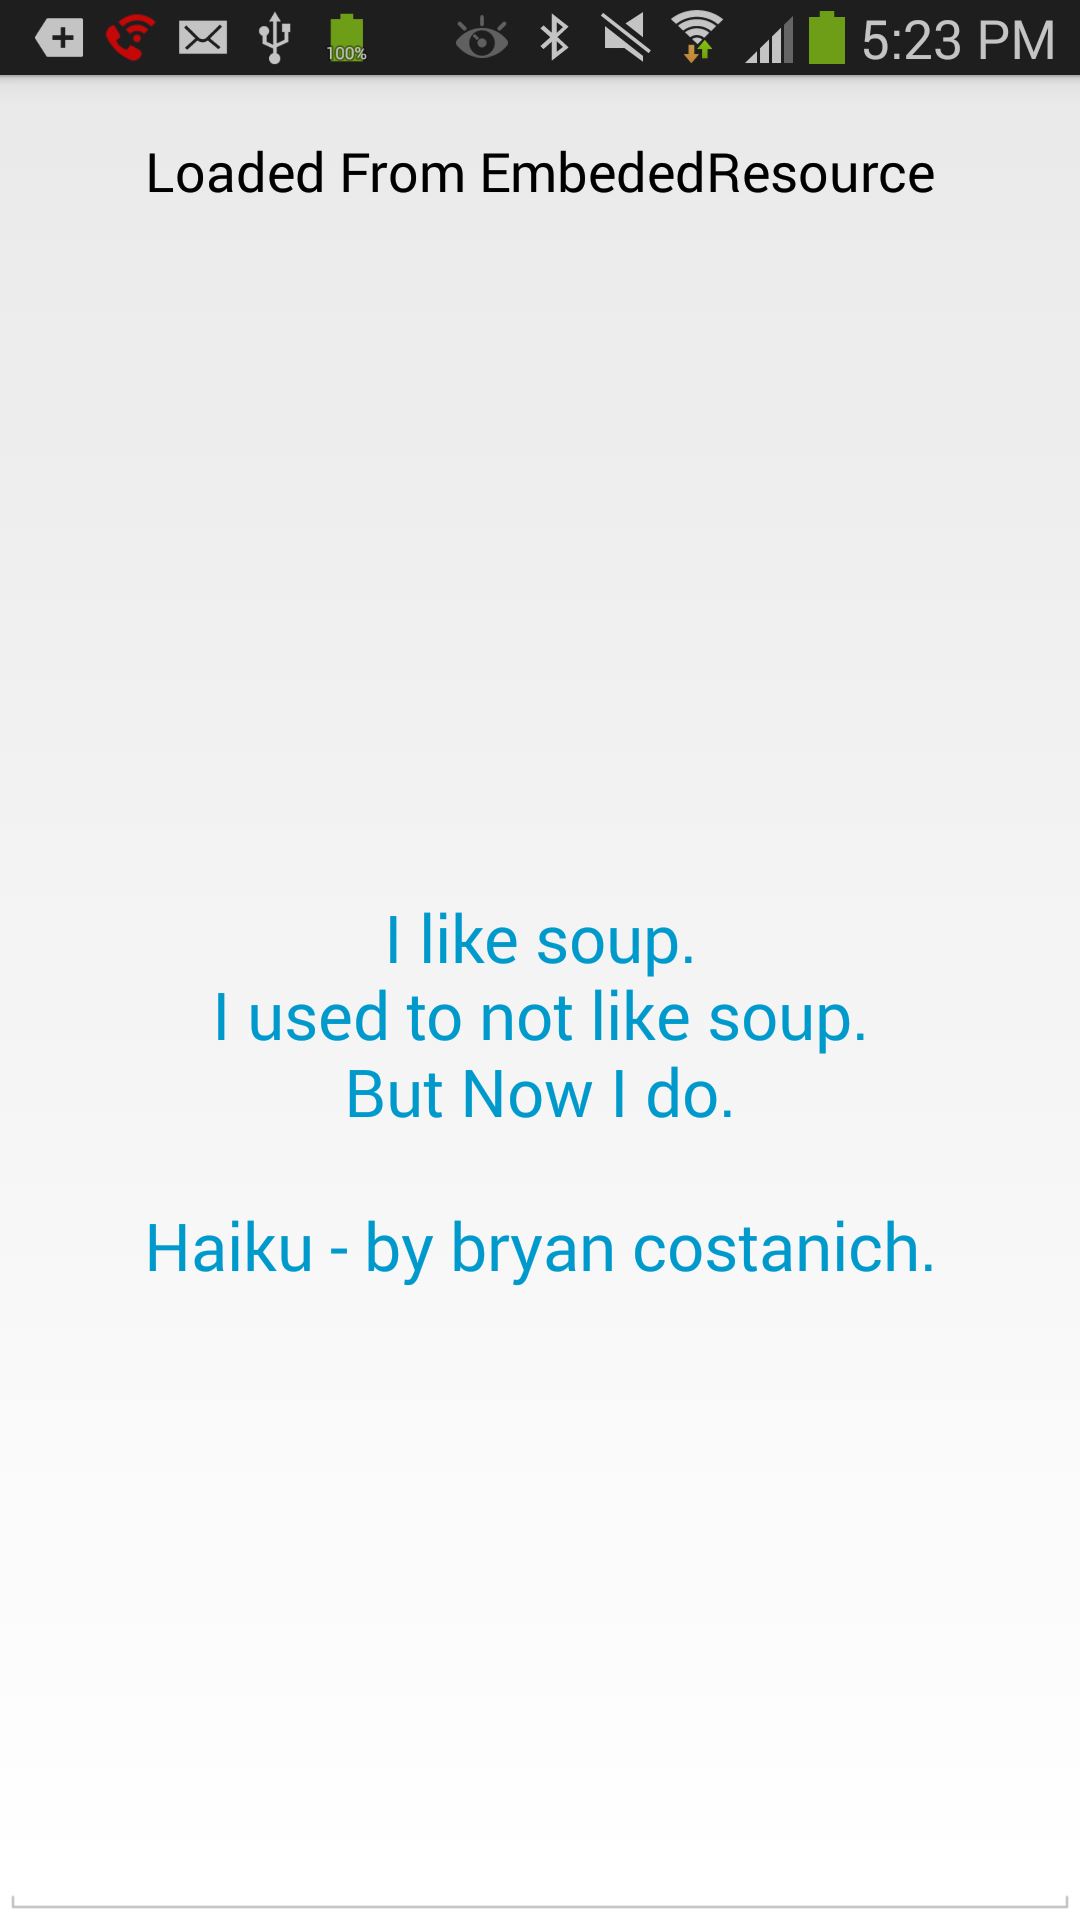 100%
5:23 PM
Loaded From EmbededResource
I like soup.
I used to not like soup.
But Now I do.
Haiku - by bryan costanich.